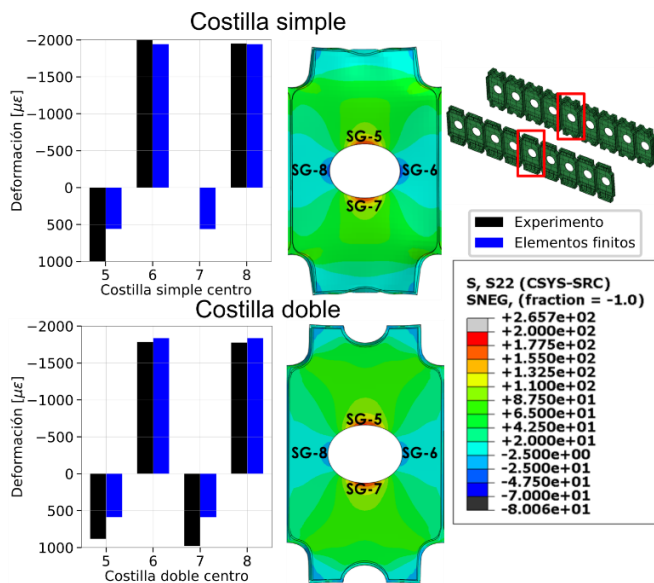 Costilla simple
−2000
−1500
−1000
−500
0
500
1000
Deformación [με]
5 6 7 8
Costilla simple centro
SG-5
SG-8
SG-6
SG-7
Experimento
Elementos finitos
Costilla doble
−2000
−1500
−1000
−500
0
500
1000
Deformación [με]
5 6 7 8
Costilla doble centro
SG-5
SG-8
SG-6
SG-7
S, S22 (CSYS-SRC)
SNEG, (fraction = -1.0)
+2.657e+02
+2.000e+02
+1.775e+02
+1.550e+02
+1.325e+02
+1.100e+02
+8.750e+01
+6.500e+01
+4.250e+01
+2.000e+01
-2.500e+00
-2.500e+01
-4.750e+01
-7.000e+01
-8.006e+01